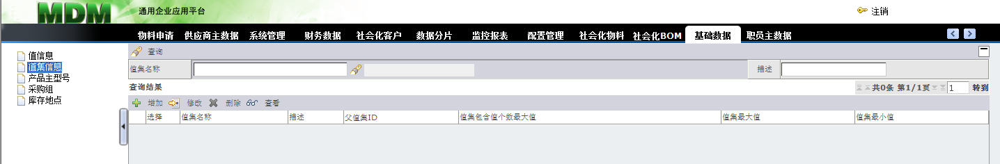 MDM 通用企业应用平台 注销
物料申请 供应商主数据 系统管理 财务数据 社会化客户 数据分片 监控报表 配置管理 社会化物料 社会化BOM 基础数据 职员主数据
值信息
值集信息
产品主型号
采购组
库存地点
查询
值集名称 描述
查询结果 共0条 第1/1页 1 转到
增加 修改 删除 查看
选择 值集名称 描述 父值集ID 值集包含值个数最大值 值集最大值 值集最小值